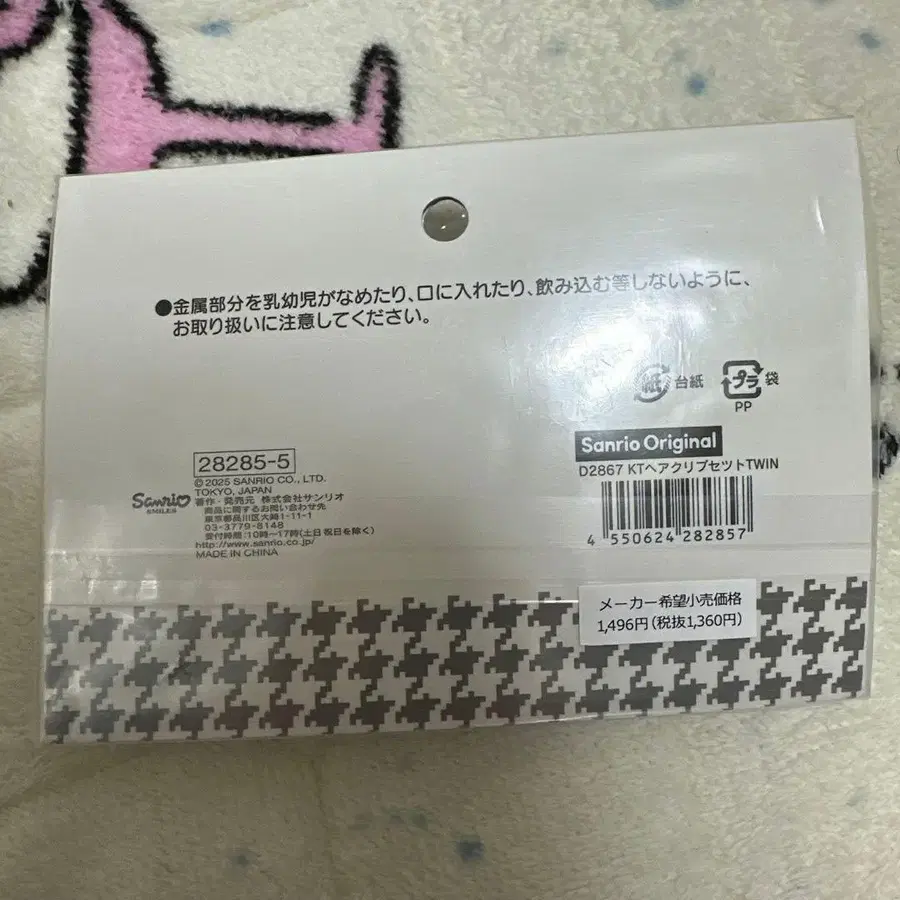 ●金属部分を乳幼児がなめたり、口に入れたり、飲み込む等しないように、
お取り扱いに注意してください。
紙 台紙 プラ 袋
PP
Sanrio Original
D2867 KTヘアクリブセツトTWIN
4 550624 282857
28285-5
© 2025 SANRIO CO., LTD.
TOKYO, JAPAN
Sanrio
SMILES
著作・発売元 株式会社サンリオ
商品に関するお問い合わせ先
東京都品川区大崎1-11-1
03-3779-8148
受付時間:10時~17時(土日祝日を除く)
http://www.sanrio.co.jp/
MADE IN CHINA
メーカー希望小売価格
1,496円(税抜1,360円)